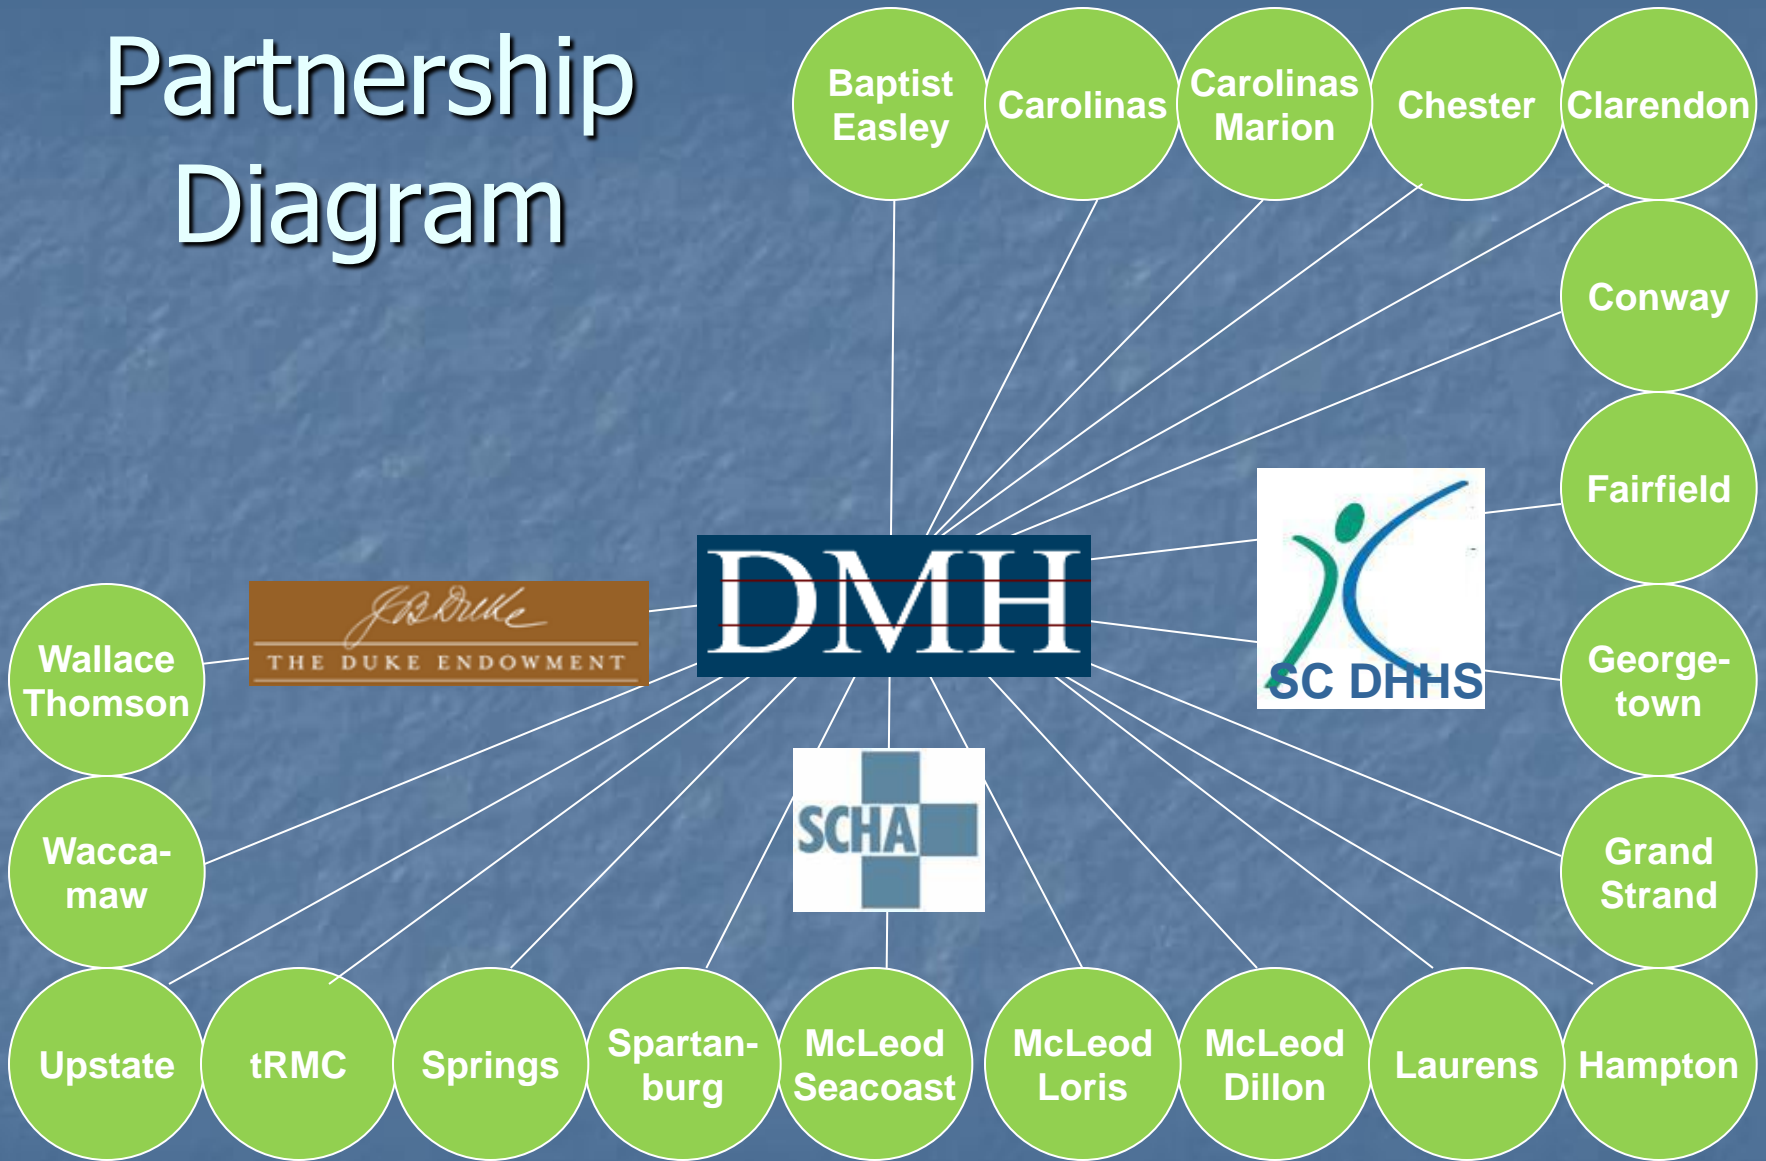 Partnership
Diagram
Baptist
Easley
Carolinas
Carolinas
Marion
Chester
Clarendon
Conway
Fairfield
George-
town
Grand
Strand
Hampton
Laurens
McLeod
Dillon
McLeod
Loris
McLeod
Seacoast
Spartan-
burg
Springs
tRMC
Upstate
Wacca-
maw
Wallace
Thomson
JB Duke
THE DUKE ENDOWMENT
DMH
SC DHHS
SCHA